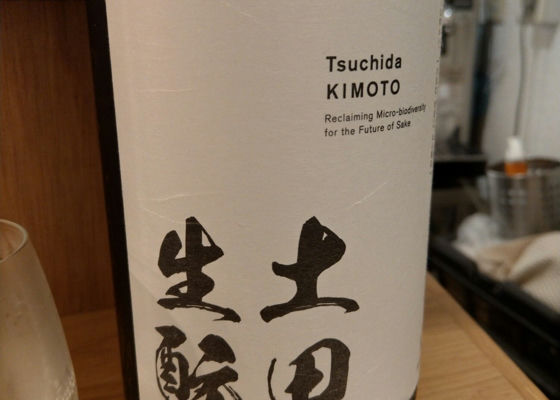 Tsuchida
KIMOTO
Reclaiming Micro-biodiversity
for the Future of Sake
土田
生酛